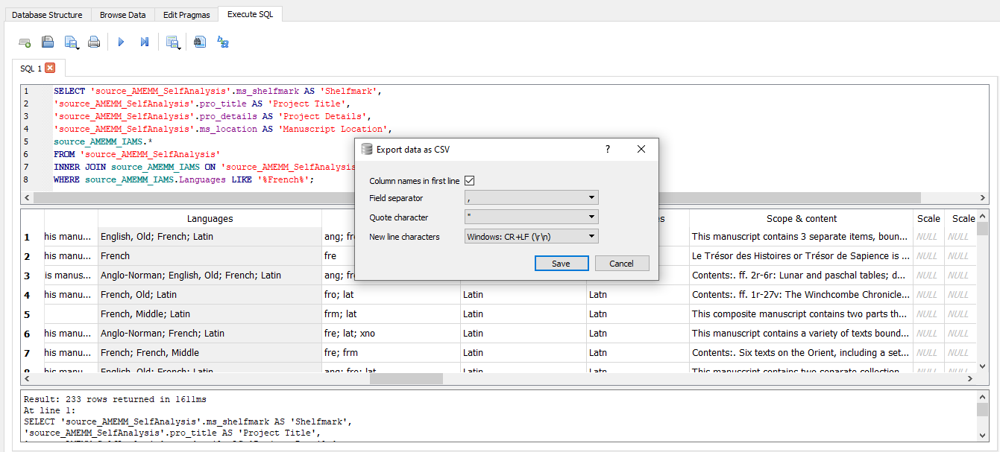 Database Structure Browse Data Edit Pragmas Execute SQL
SQL 1
1 SELECT 'source_AMEMM_SelfAnalysis'.ms_shelfmark AS 'Shelfmark',
2 'source_AMEMM_SelfAnalysis'.pro_title AS 'Project Title',
3 'source_AMEMM_SelfAnalysis'.pro_details AS 'Project Details',
4 'source_AMEMM_SelfAnalysis'.ms_location AS 'Manuscript Location',
5 source_AMEMM_IAMS.*
6 FROM 'source_AMEMM_SelfAnalysis'
7 INNER JOIN source_AMEMM_IAMS ON 'source_AMEMM_SelfAnalysis
8 WHERE source_AMEMM_IAMS.Languages LIKE '%French%';
Export data as CSV ?
Column names in first line
Field separator ,
Quote character "
New line characters Windows: CR+LF (\r\n)
Save Cancel
Languages Scope & content Scale Scale
1 his manu... English, Old; French; Latin ang; fr This manuscript contains 3 separate items, boun... NULL NULL
2 his manu... French fre Le Trésor des Histoires or Trésor de Sapience is ... NULL NULL
3 is manus... Anglo-Norman; English, Old; French; Latin ang; fr Contents:. ff. 2r-6r: Lunar and paschal tables; d... NULL NULL
4 his manu... French, Old; Latin fro; lat Latin Latn Contents:. ff. 1r-27v: The Winchcombe Chronicle... NULL NULL
5 French, Middle; Latin frm; lat Latin Latn This composite manuscript contains two parts th... NULL NULL
6 his manu... Anglo-Norman; French; Latin fre; lat; xno Latin Latn This manuscript contains a variety of texts bound... NULL NULL
7 his manu... French; French, Middle fre; frm Latin Latn Contents:. Six texts on the Orient, including a set... NULL NULL
8 his manu... English, Old; French; Latin ang; fre; lat Latin Latn This manuscript contains two separate collection... NULL NULL
Result: 233 rows returned in 1611ms
At line 1:
SELECT 'source_AMEMM_SelfAnalysis'.ms_shelfmark AS 'Shelfmark',
'source_AMEMM_SelfAnalysis'.pro_title AS 'Project Title',